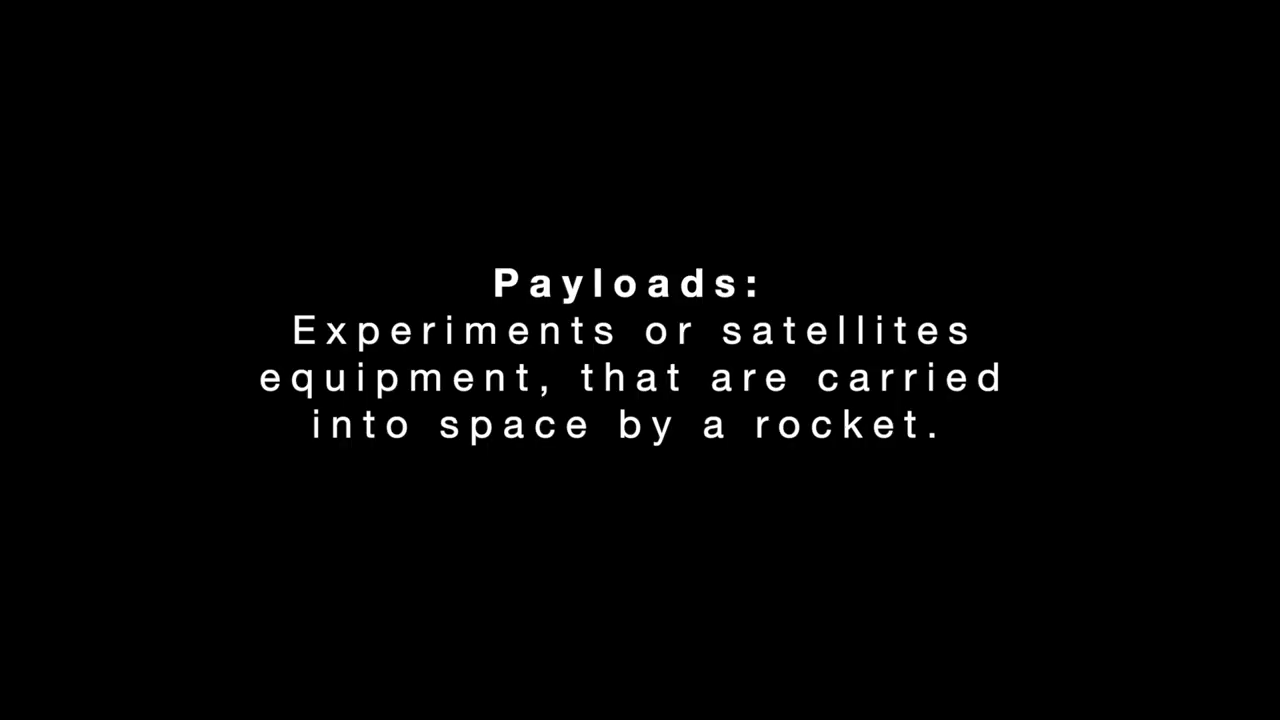 Payloads:
Experiments or satellites
equipment, that are carried
into space by a rocket.